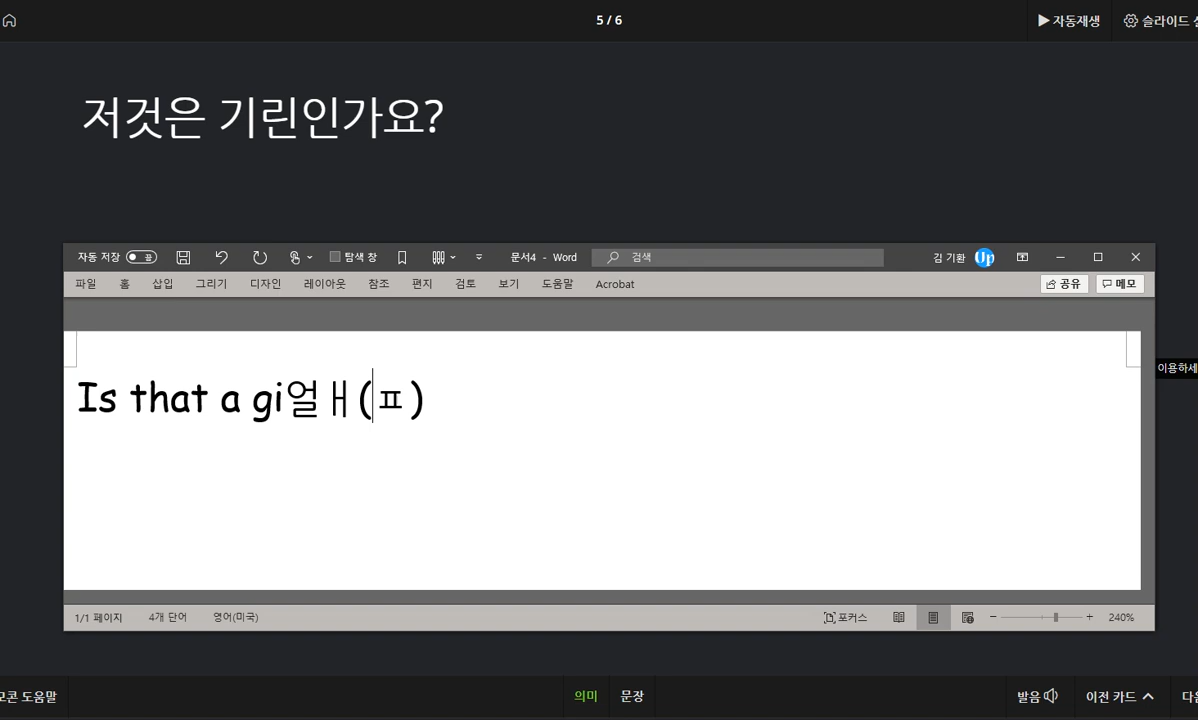 5 / 6
자동재생
슬라이드
저것은 기린인가요?
자동 저장 끔
탐색 창
문서4 - Word
검색
김 기환
Up
파일 홈 삽입 그리기 디자인 레이아웃 참조 편지 검토 보기 도움말 Acrobat
공유 메모
Is that a gi얼ㅐ(ㅍ)
이용하세
1/1 페이지 4개 단어 영어(미국)
포커스
240%
도움말
의미 문장
발음 이전 카드